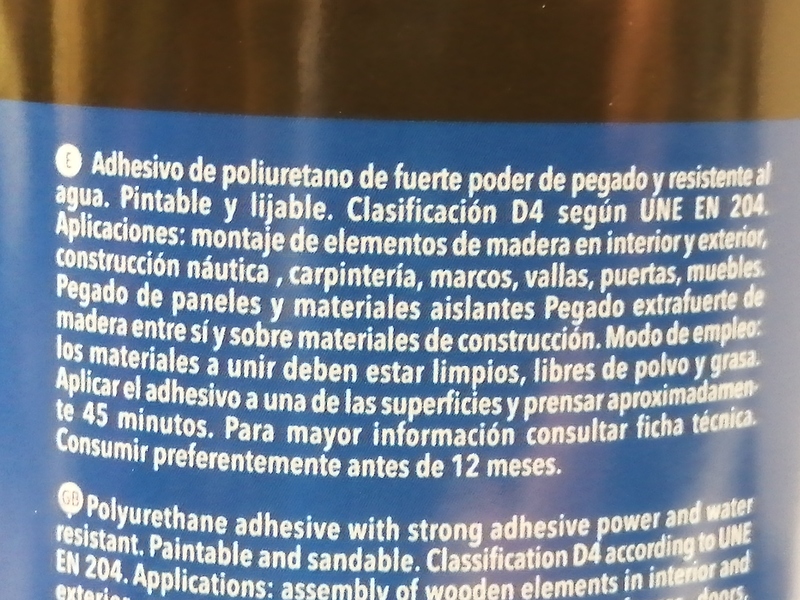 E Adhesivo de poliuretano de fuerte poder de pegado y resistente al
agua. Pintable y lijable. Clasificación D4 según UNE EN 204.
Aplicaciones: montaje de elementos de madera en interior y exterior,
construcción náutica , carpintería, marcos, vallas, puertas, muebles.
Pegado de paneles y materiales aislantes Pegado extrafuerte de
madera entre sí y sobre materiales de construcción. Modo de empleo:
los materiales a unir deben estar limpios, libres de polvo y grasa.
Aplicar el adhesivo a una de las superficies y prensar aproximadamen-
te 45 minutos. Para mayor información consultar ficha técnica.
Consumir preferentemente antes de 12 meses.
GB Polyurethane adhesive with strong adhesive power and water
resistant. Paintable and sandable. Classification D4 according to UNE
EN 204. Applications: assembly of wooden elements in interior and
doors,